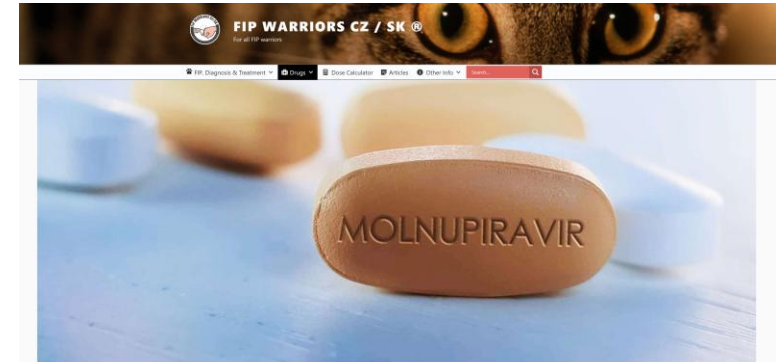 FIP WARRIORS CZ / SK ®
For all FIP warriors
FIP, Diagnosis & Treatment
Drugs
Dose Calculator
Articles
Other Info
Search...
MOLNUPIRAVIR